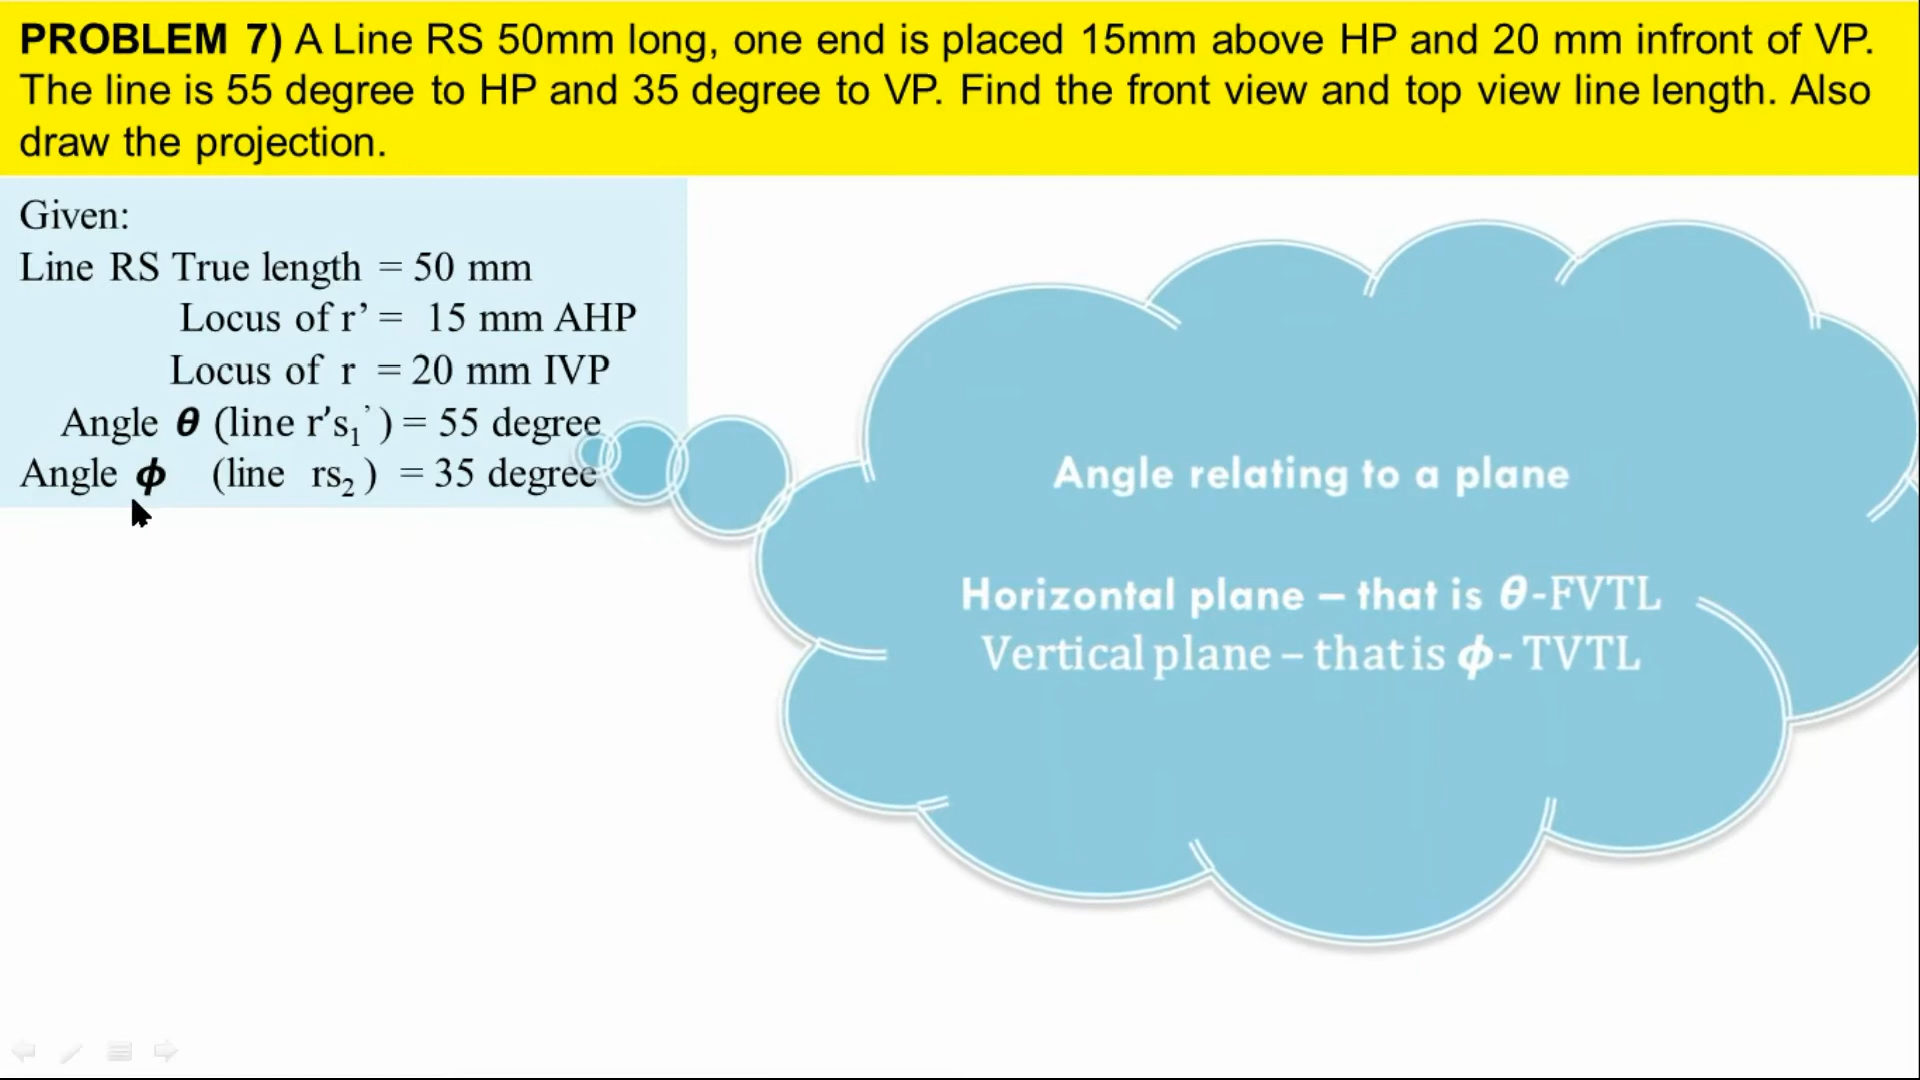 PROBLEM 7) A Line RS 50mm long, one end is placed 15mm above HP and 20 mm infront of VP.
The line is 55 degree to HP and 35 degree to VP. Find the front view and top view line length. Also
draw the projection.
Given:
Line RS True length = 50 mm
Locus of r’ = 15 mm AHP
Locus of r = 20 mm IVP
Angle θ (line r's₁’ ) = 55 degree
Angle ϕ (line rs₂ ) = 35 degree
Angle relating to a plane
Horizontal plane – that is θ-FVTL
Vertical plane – that is ϕ- TVTL